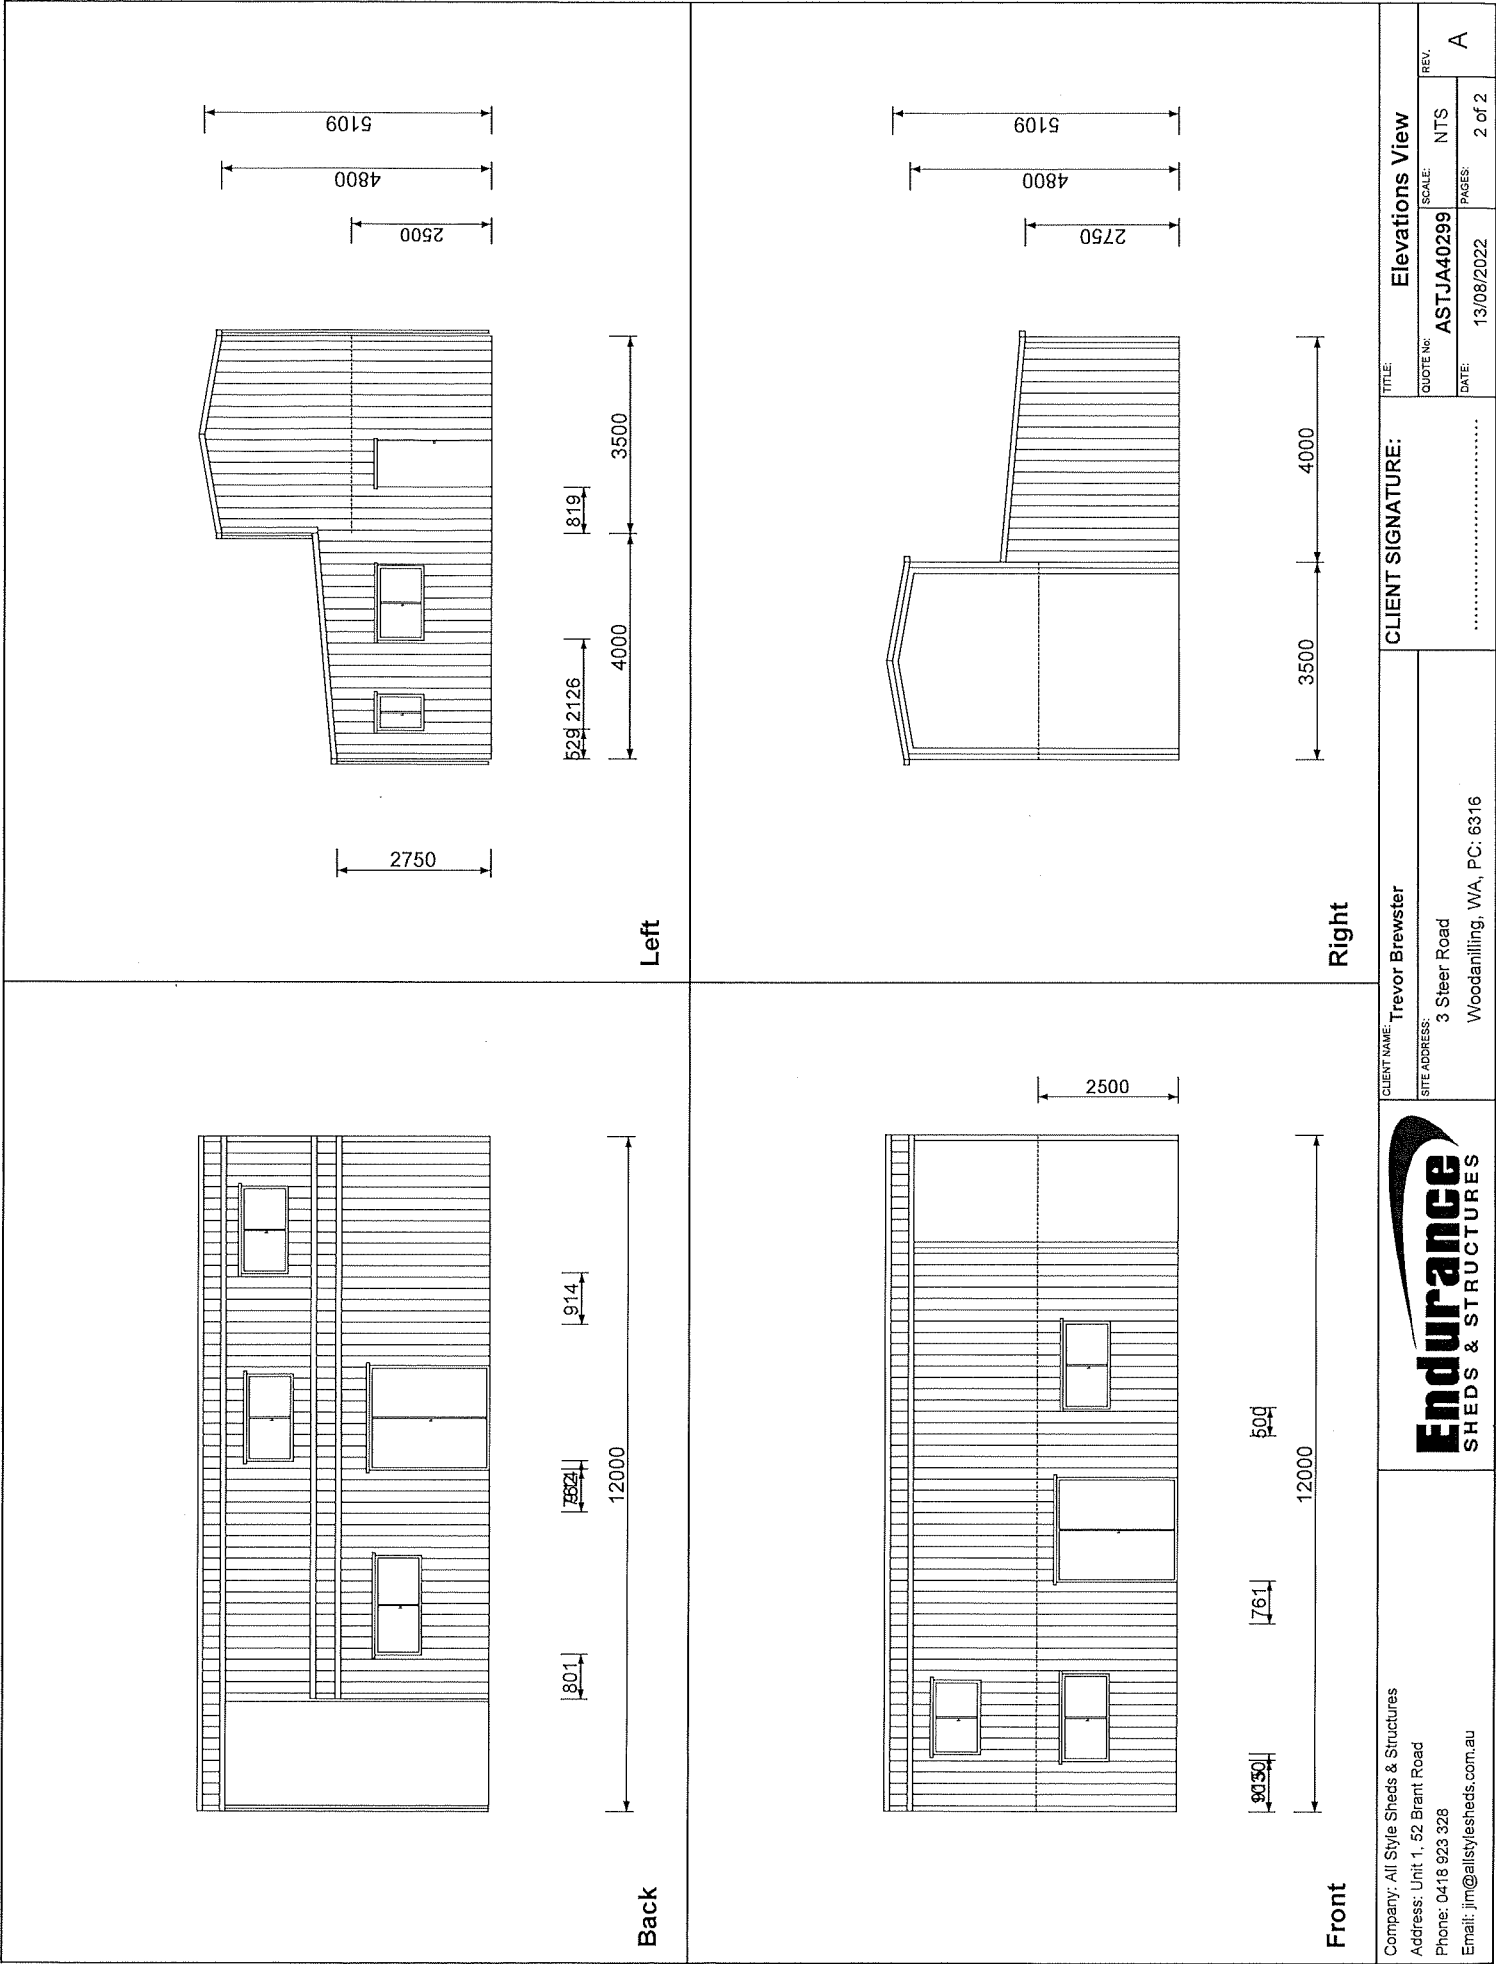 2750
Left
529
2126
819
4000
3500
2500
4800
5109
Back
801
914
12000
Right
3500
4000
2750
4800
5109
Front
761
500
12000
2500
Company: All Style Sheds & Structures
Address: Unit 1, 52 Brant Road
Phone: 0418 923 328
Email: jim@allstylesheds.com.au
Endurance
SHEDS & STRUCTURES
CLIENT NAME: Trevor Brewster
SITE ADDRESS:
3 Steer Road
Woodanilling, WA, PC: 6316
CLIENT SIGNATURE:
TITLE:
Elevations View
QUOTE No: ASTJA40299
SCALE: NTS
REV. A
DATE: 13/08/2022
PAGES: 2 of 2